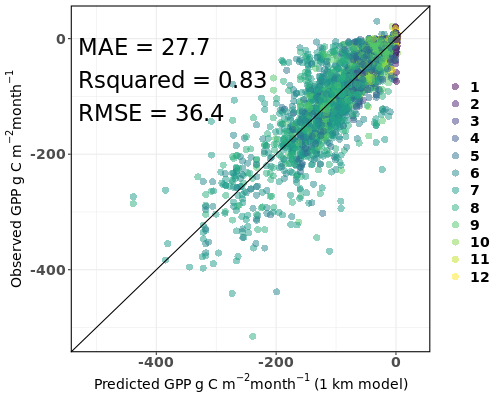 MAE = 27.7
Rsquared = 0.83
RMSE = 36.4
0
-200
-400
Observed GPP g C m⁻²month⁻¹
-400 -200 0
Predicted GPP g C m⁻²month⁻¹ (1 km model)
1
2
3
4
5
6
7
8
9
10
11
12